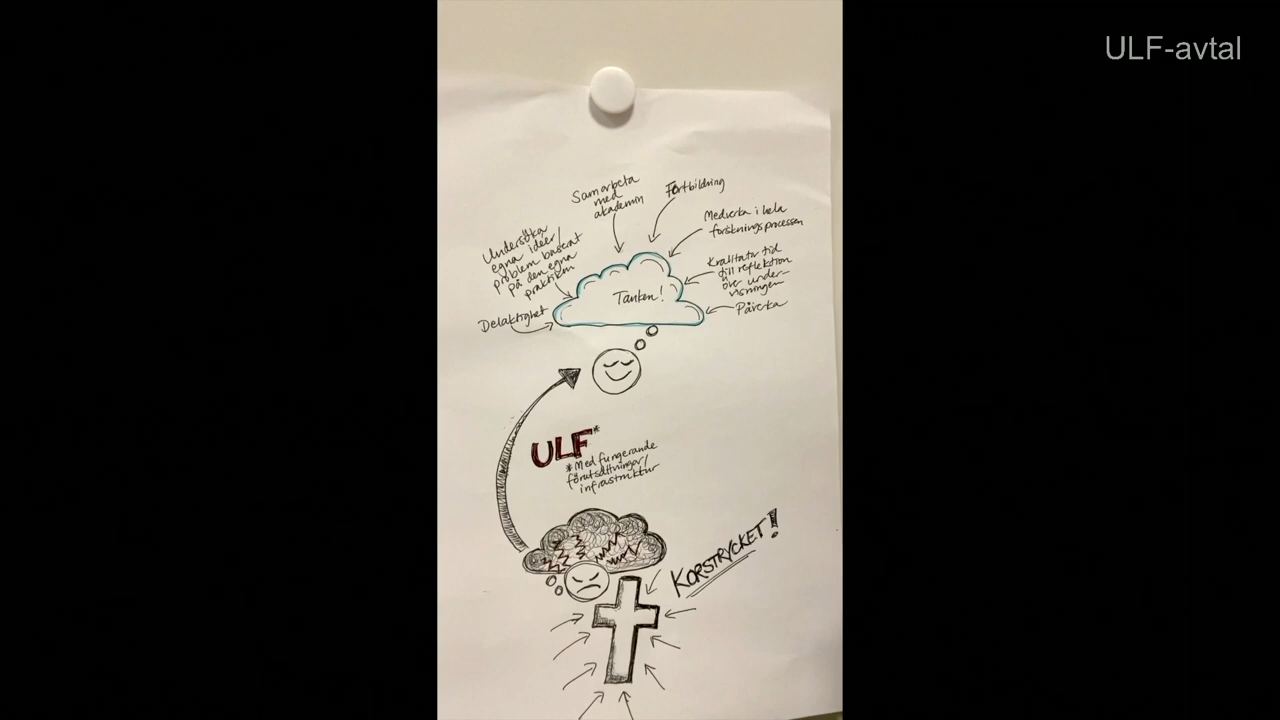 ULF-avtal
Samarbeta
med
akademin
Fortbildning
Medverka i hela
forskningsprocessen
Undersöka
egna idéer/
problem baserat
på den egna
praktiken
Kvalitativ tid
till reflektion
över under-
visningen
Påverka
Delaktighet
Tanken!
ULF*
*Med fungerande
förutsättningar/
infrastruktur
KORSTRYCKET!